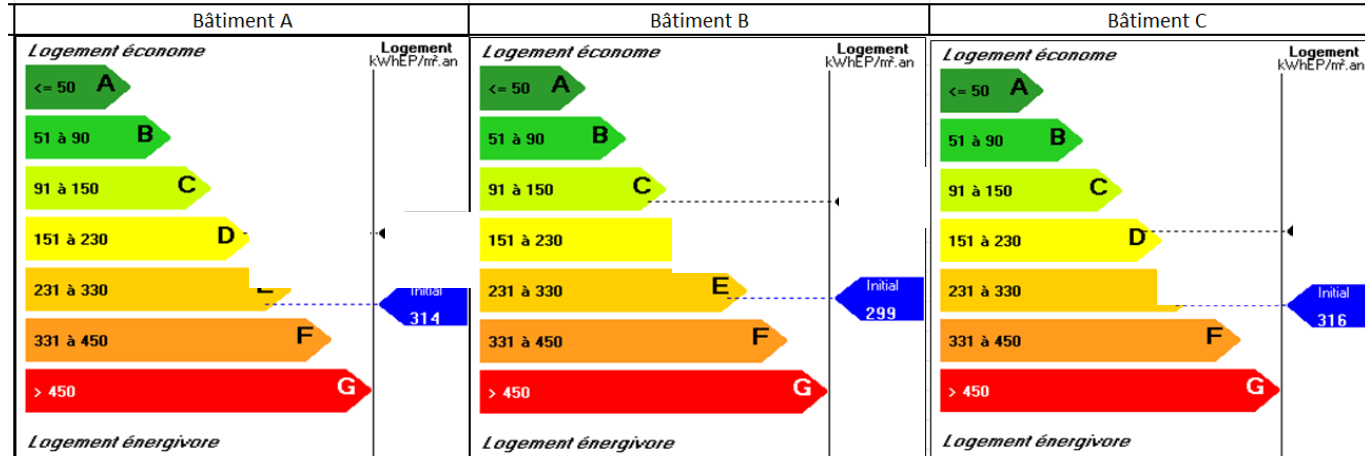 Bâtiment A
Logement économe
Logement
kWhEP/m².an
<= 50 A
51 à 90 B
91 à 150 C
151 à 230 D
231 à 330
Initial
314
331 à 450 F
> 450 G
Logement énergivore
Bâtiment B
Logement économe
Logement
kWhEP/m².an
<= 50 A
51 à 90 B
91 à 150 C
151 à 230
231 à 330 E
Initial
299
331 à 450 F
> 450 G
Logement énergivore
Bâtiment C
Logement économe
Logement
kWhEP/m².an
<= 50 A
51 à 90 B
91 à 150 C
151 à 230 D
231 à 330
Initial
316
331 à 450 F
> 450 G
Logement énergivore